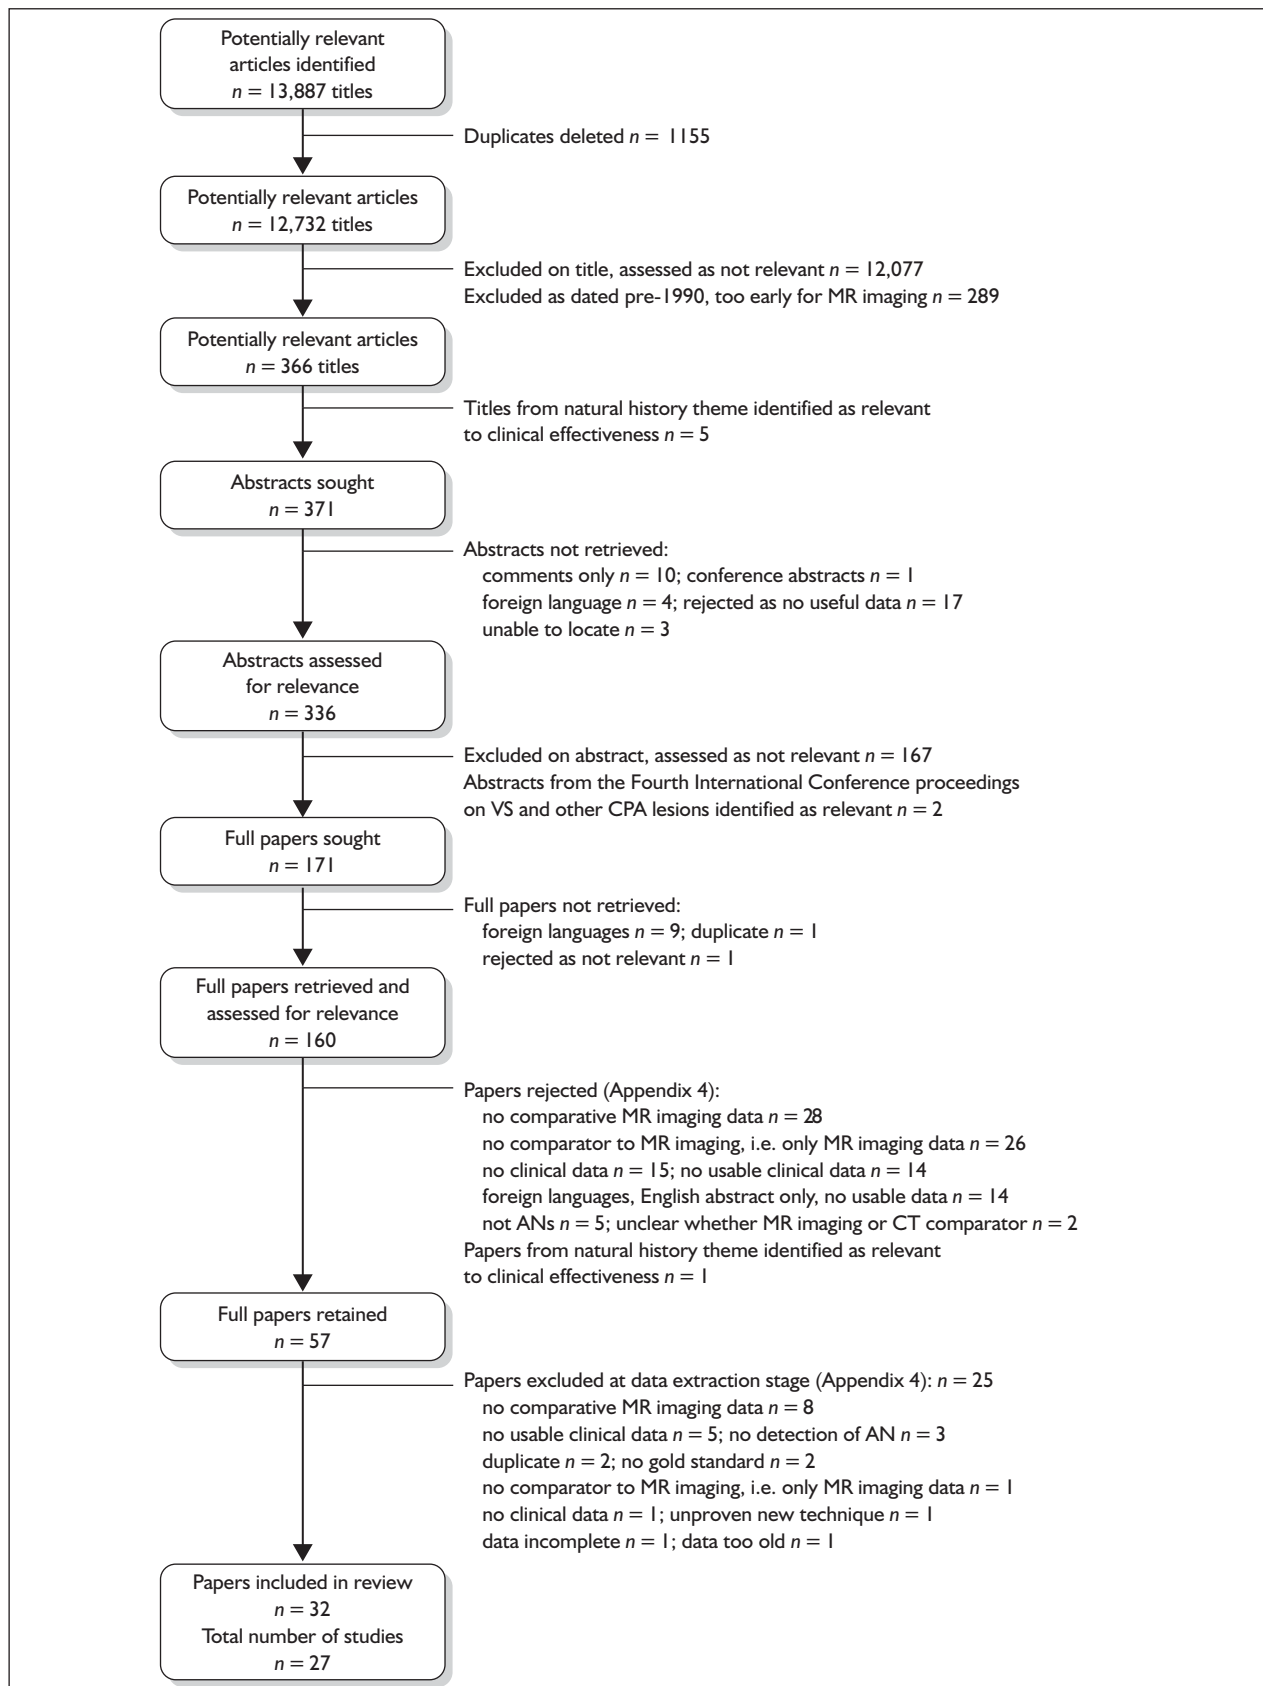 Potentially relevant
articles identified
n = 13,887 titles
Duplicates deleted n = 1155
Potentially relevant articles
n = 12,732 titles
Excluded on title, assessed as not relevant n = 12,077
Excluded as dated pre-1990, too early for MR imaging n = 289
Potentially relevant articles
n = 366 titles
Titles from natural history theme identified as relevant
to clinical effectiveness n = 5
Abstracts sought
n = 371
Abstracts not retrieved:
comments only n = 10; conference abstracts n = 1
foreign language n = 4; rejected as no useful data n = 17
unable to locate n = 3
Abstracts assessed
for relevance
n = 336
Excluded on abstract, assessed as not relevant n = 167
Abstracts from the Fourth International Conference proceedings
on VS and other CPA lesions identified as relevant n = 2
Full papers sought
n = 171
Full papers not retrieved:
foreign languages n = 9; duplicate n = 1
rejected as not relevant n = 1
Full papers retrieved and
assessed for relevance
n = 160
Papers rejected (Appendix 4):
no comparative MR imaging data n = 28
no comparator to MR imaging, i.e. only MR imaging data n = 26
no clinical data n = 15; no usable clinical data n = 14
foreign languages, English abstract only, no usable data n = 14
not ANs n = 5; unclear whether MR imaging or CT comparator n = 2
Papers from natural history theme identified as relevant
to clinical effectiveness n = 1
Full papers retained
n = 57
Papers excluded at data extraction stage (Appendix 4): n = 25
no comparative MR imaging data n = 8
no usable clinical data n = 5; no detection of AN n = 3
duplicate n = 2; no gold standard n = 2
no comparator to MR imaging, i.e. only MR imaging data n = 1
no clinical data n = 1; unproven new technique n = 1
data incomplete n = 1; data too old n = 1
Papers included in review
n = 32
Total number of studies
n = 27